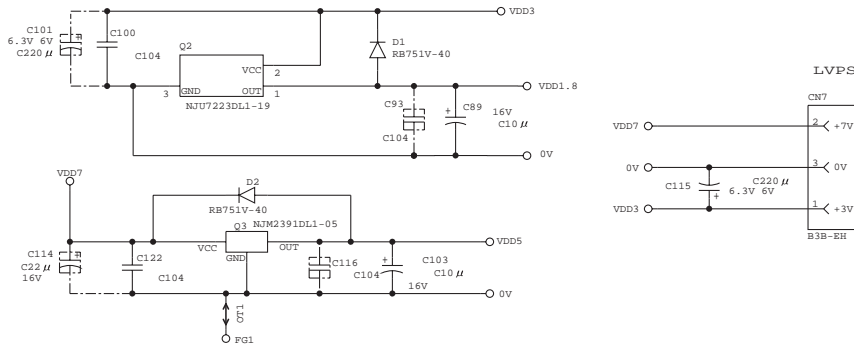 VDD3
C101
6.3V 6V
C220μ
+
C100
C104
Q2
VCC
2
3
GND
OUT
1
NJU7223DL1-19
D1
RB751V-40
VDD1.8
C93
C104
+
C89
16V
C10μ
0V
LVPS
CN7
VDD7
2
+7V
0V
3
0V
C115
C220μ
6.3V 6V
+
VDD3
1
+3V
B3B-EH
VDD7
D2
RB751V-40
Q3
NJM2391DL1-05
VCC
OUT
GND
VDD5
C114
C22μ
16V
+
C122
C104
C116
C104
+
C103
C10μ
16V
0V
OT1
FG1